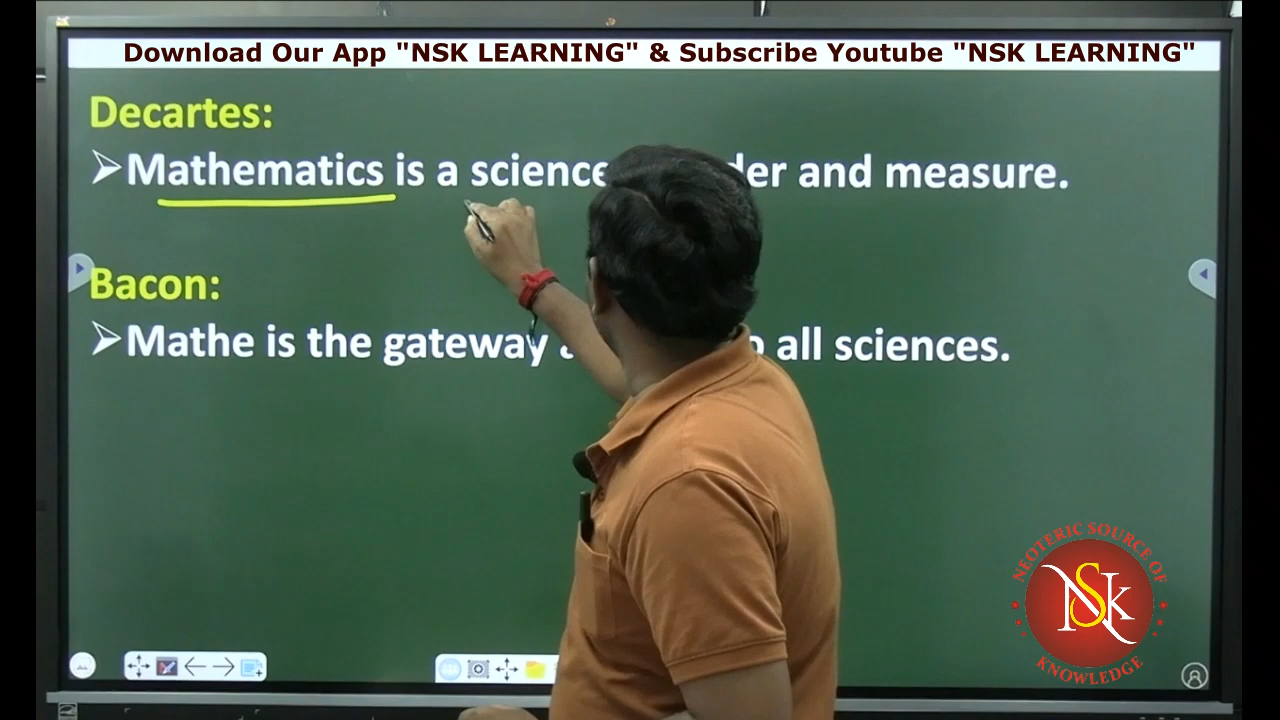 Download Our App "NSK LEARNING" & Subscribe Youtube "NSK LEARNING"
Decartes:
➢Mathematics is a science and measure.
Bacon:
➢Mathe is the gateway all sciences.
NEOTERIC SOURCE OF
NSK
KNOWLEDGE